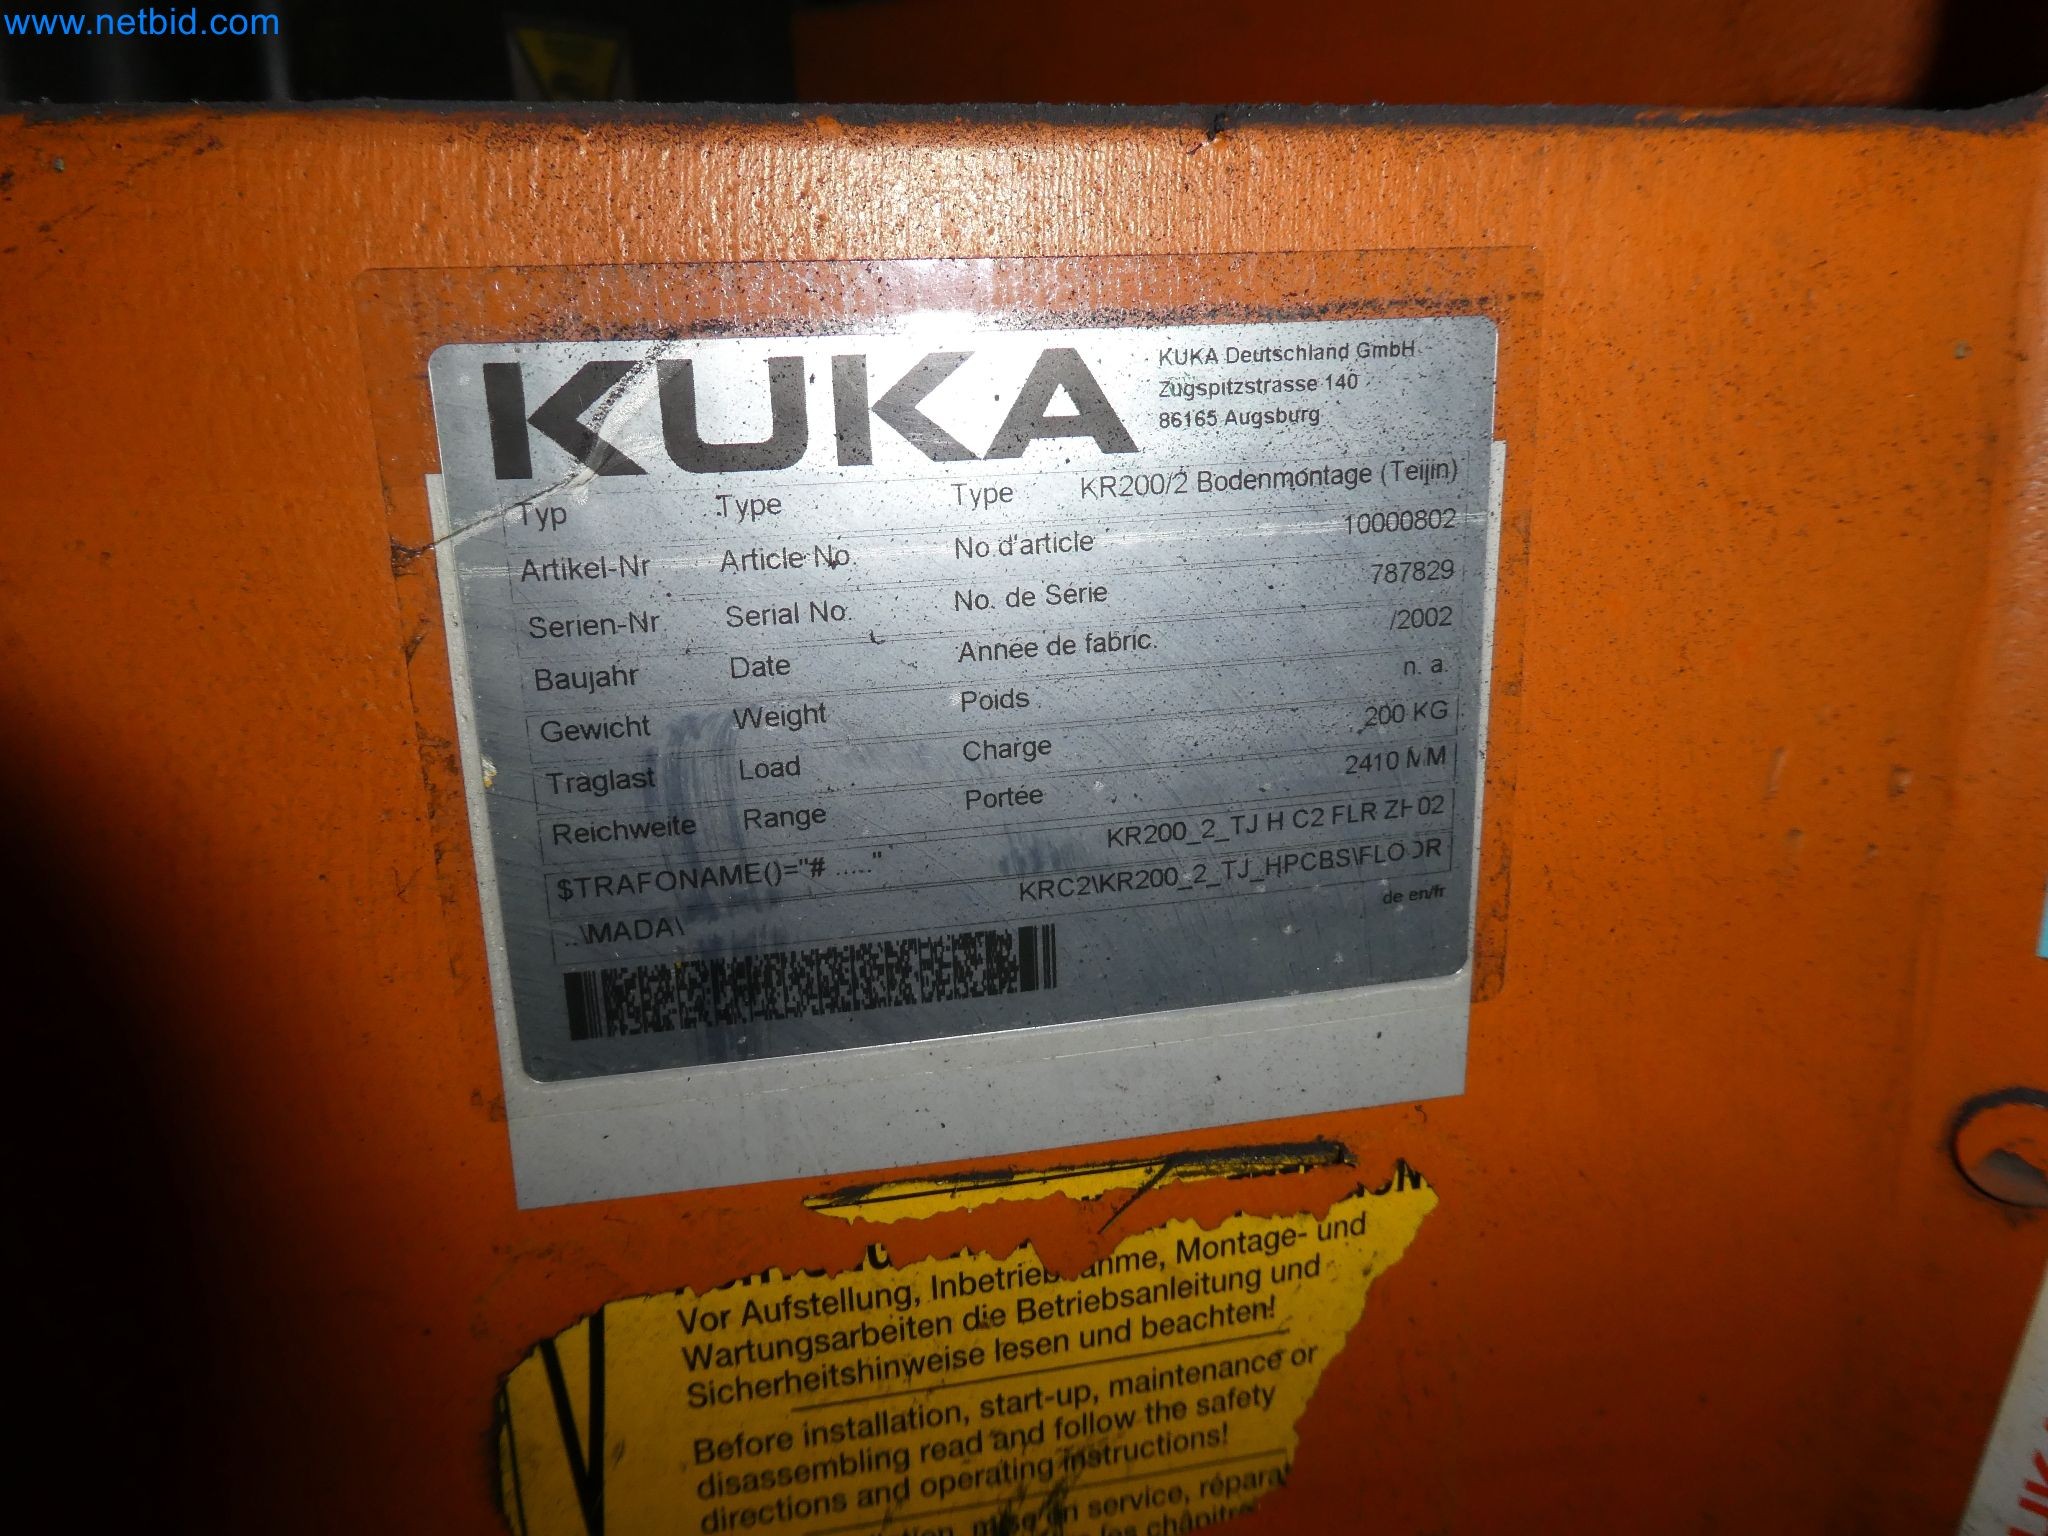 www.netbid.com
KUKA
KUKA Deutschland GmbH
Zugspitzstrasse 140
86165 Augsburg
Typ Type Type KR200/2 Bodenmontage (Teijin)
Artikel-Nr Article No. No d'article 10000802
Serien-Nr Serial No. No. de Série 787829
Baujahr Date Année de fabric. /2002
Gewicht Weight Poids n. a.
Traglast Load Charge 200 KG
Reichweite Range Portée 2410 MM
$TRAFONAME()="# ....." KR200_2_TJ H C2 FLR ZH02
..\MADA\ KRC2\KR200_2_TJ_HPCBS\FLOOR
de en/fr
Vor Aufstellung, Inbetriebnahme, Montage- und
Wartungsarbeiten die Betriebsanleitung und
Sicherheitshinweise lesen und beachten!
Before installation, start-up, maintenance or
disassembling read and follow the safety
directions and operating instructions!
en service,
les